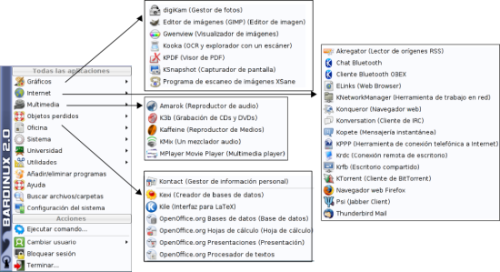 BARDINUX 2.0
Todas las aplicaciones
Gráficos
Internet
Multimedia
Objetos perdidos
Oficina
Sistema
Universidad
Utilidades
Añadir/eliminar programas
Ayuda
Buscar archivos/carpetas
Configuración del sistema
Acciones
Ejecutar comando...
Cambiar usuario
Bloquear sesión
Terminar...
digiKam (Gestor de fotos)
Editor de imágenes (GIMP) (Editor de imagen)
Gwenview (Visualizador de imágenes)
Kooka (OCR y explorador con un escáner)
KPDF (Visor de PDF)
KSnapshot (Capturador de pantalla)
Programa de escaneo de imágenes XSane
Amarok (Reproductor de audio)
K3b (Grabación de CDs y DVDs)
Kaffeine (Reproductor de Medios)
KMix (Un mezclador audio)
MPlayer Movie Player (Multimedia player)
Kontact (Gestor de información personal)
Kexi (Creador de bases de datos)
Kile (Interfaz para LaTeX)
OpenOffice.org Bases de datos (Base de datos)
OpenOffice.org Hojas de cálculo (Hoja de cálculo)
OpenOffice.org Presentaciones (Presentación)
OpenOffice.org Procesador de textos
Akregator (Lector de orígenes RSS)
Chat Bluetooth
Cliente Bluetooth OBEX
ELinks (Web Browser)
KNetworkManager (Herramienta de trabajo en red)
Konqueror (Navegador web)
Konversation (Cliente de IRC)
Kopete (Mensajería instantánea)
KPPP (Herramienta de conexión telefónica a Internet)
Krdc (Conexión remota de escritorio)
Krfb (Escritorio compartido)
KTorrent (Cliente de BitTorrent)
Navegador web Firefox
Psi (Jabber Client)
Thunderbird Mail